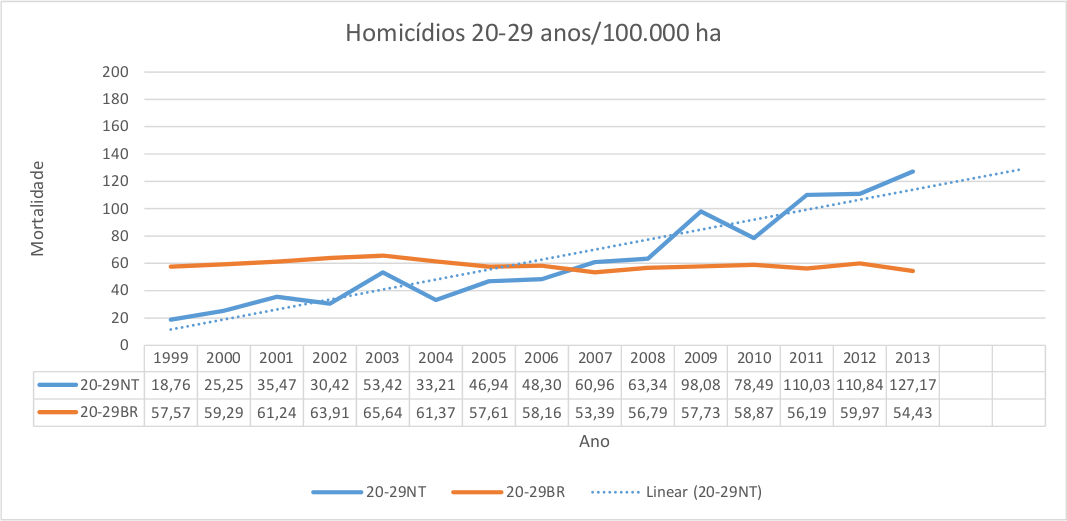 Homicídios 20-29 anos/100.000 ha
Mortalidade
200
180
160
140
120
100
80
60
40
20
0
1999 2000 2001 2002 2003 2004 2005 2006 2007 2008 2009 2010 2011 2012 2013
20-29NT 18,76 25,25 35,47 30,42 53,42 33,21 46,94 48,30 60,96 63,34 98,08 78,49 110,03 110,84 127,17
20-29BR 57,57 59,29 61,24 63,91 65,64 61,37 57,61 58,16 53,39 56,79 57,73 58,87 56,19 59,97 54,43
Ano
20-29NT 20-29BR Linear (20-29NT)